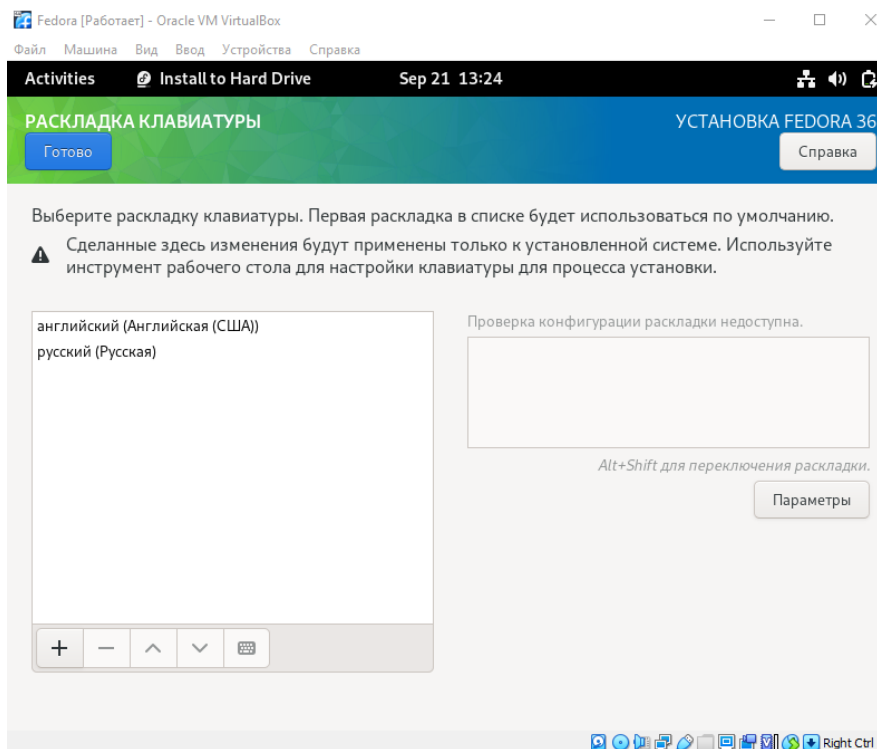 Fedora [Работает] - Oracle VM VirtualBox
Файл Машина Вид Ввод Устройства Справка
Activities Install to Hard Drive Sep 21 13:24
РАСКЛАДКА КЛАВИАТУРЫ УСТАНОВКА FEDORA 36
Готово Справка
Выберите раскладку клавиатуры. Первая раскладка в списке будет использоваться по умолчанию.
Сделанные здесь изменения будут применены только к установленной системе. Используйте
инструмент рабочего стола для настройки клавиатуры для процесса установки.
английский (Английская (США))
русский (Русская)
Проверка конфигурации раскладки недоступна.
Alt+Shift для переключения раскладки.
Параметры
Right Ctrl